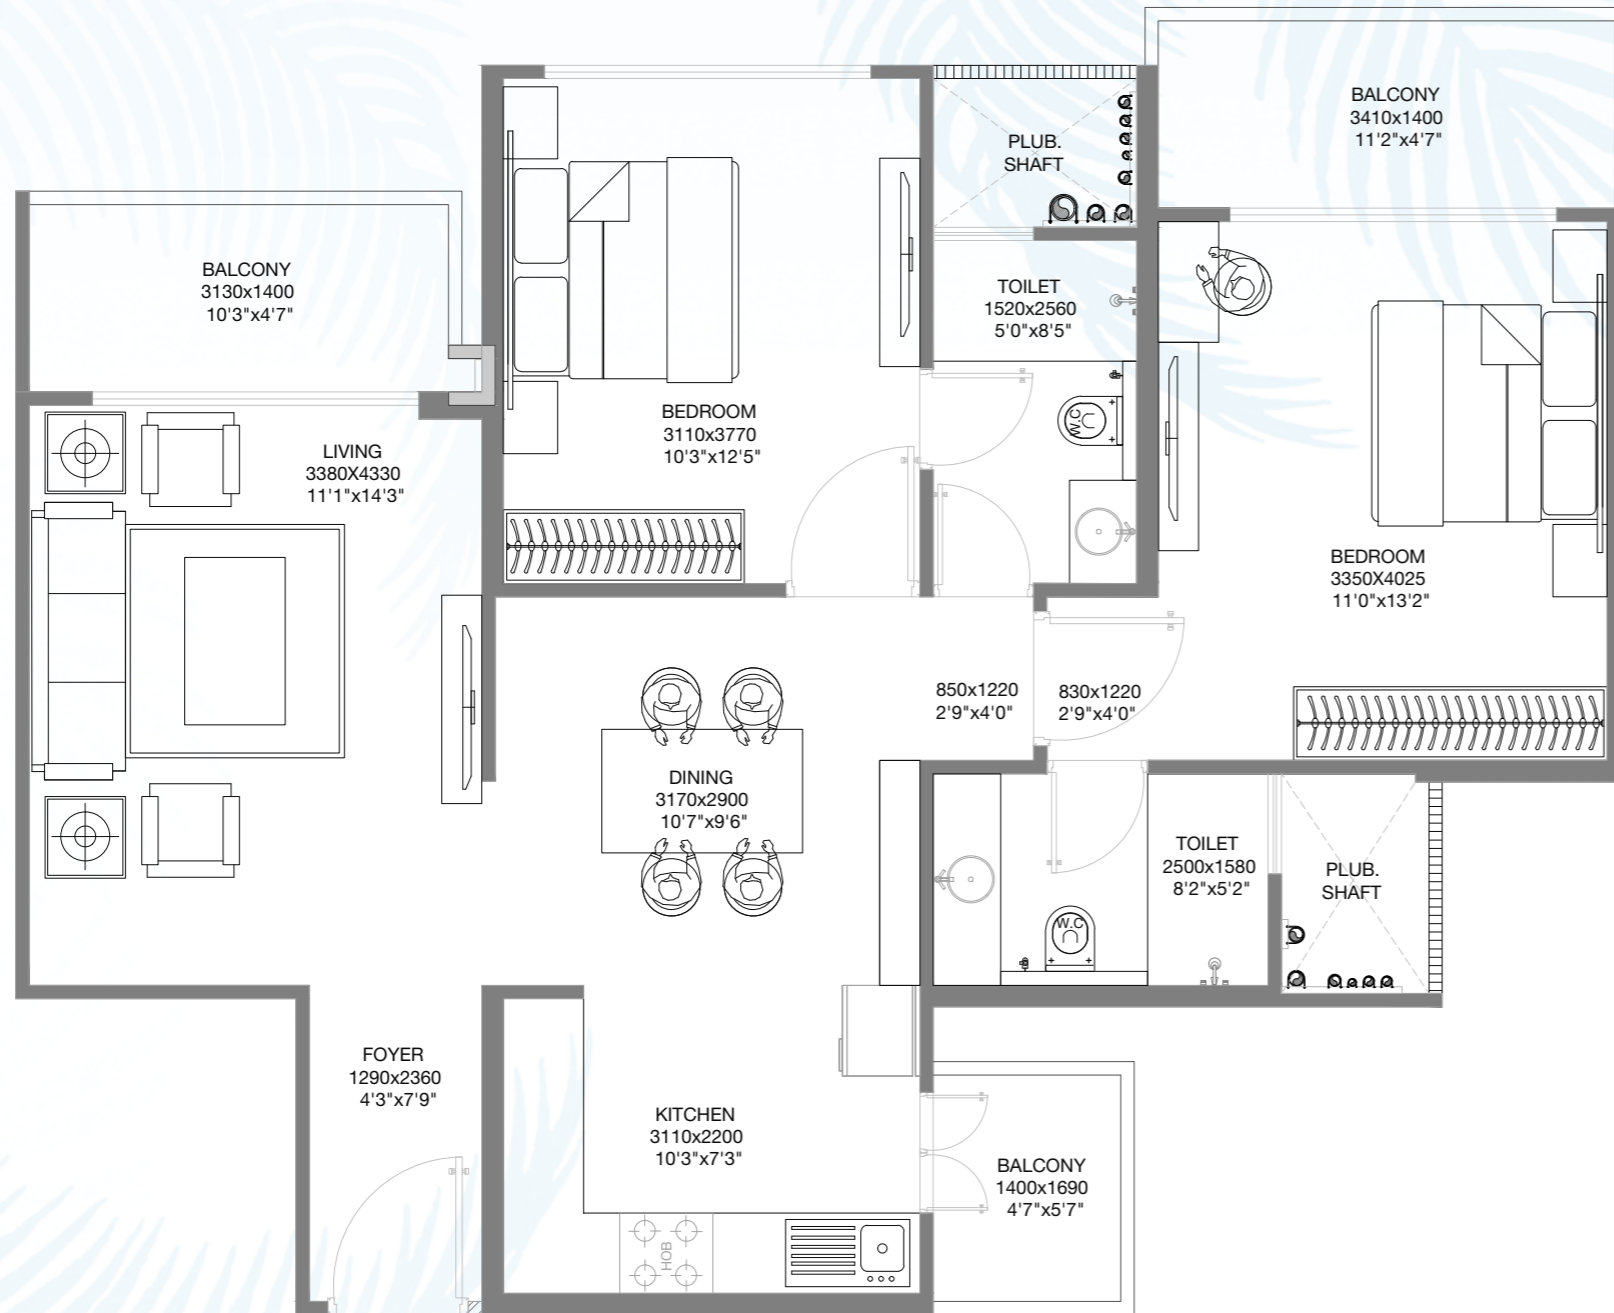 BALCONY
3410x1400
11'2"x4'7"
PLUB.
SHAFT
BALCONY
3130x1400
10'3"x4'7"
TOILET
1520x2560
5'0"x8'5"
BEDROOM
3110x3770
10'3"x12'5"
W.C
LIVING
3380X4330
11'1"x14'3"
BEDROOM
3350X4025
11'0"x13'2"
850x1220
2'9"x4'0"
830x1220
2'9"x4'0"
DINING
3170x2900
10'7"x9'6"
TOILET
2500x1580
8'2"x5'2"
PLUB.
SHAFT
W.C
FOYER
1290x2360
4'3"x7'9"
KITCHEN
3110x2200
10'3"x7'3"
BALCONY
1400x1690
4'7"x5'7"
HOB